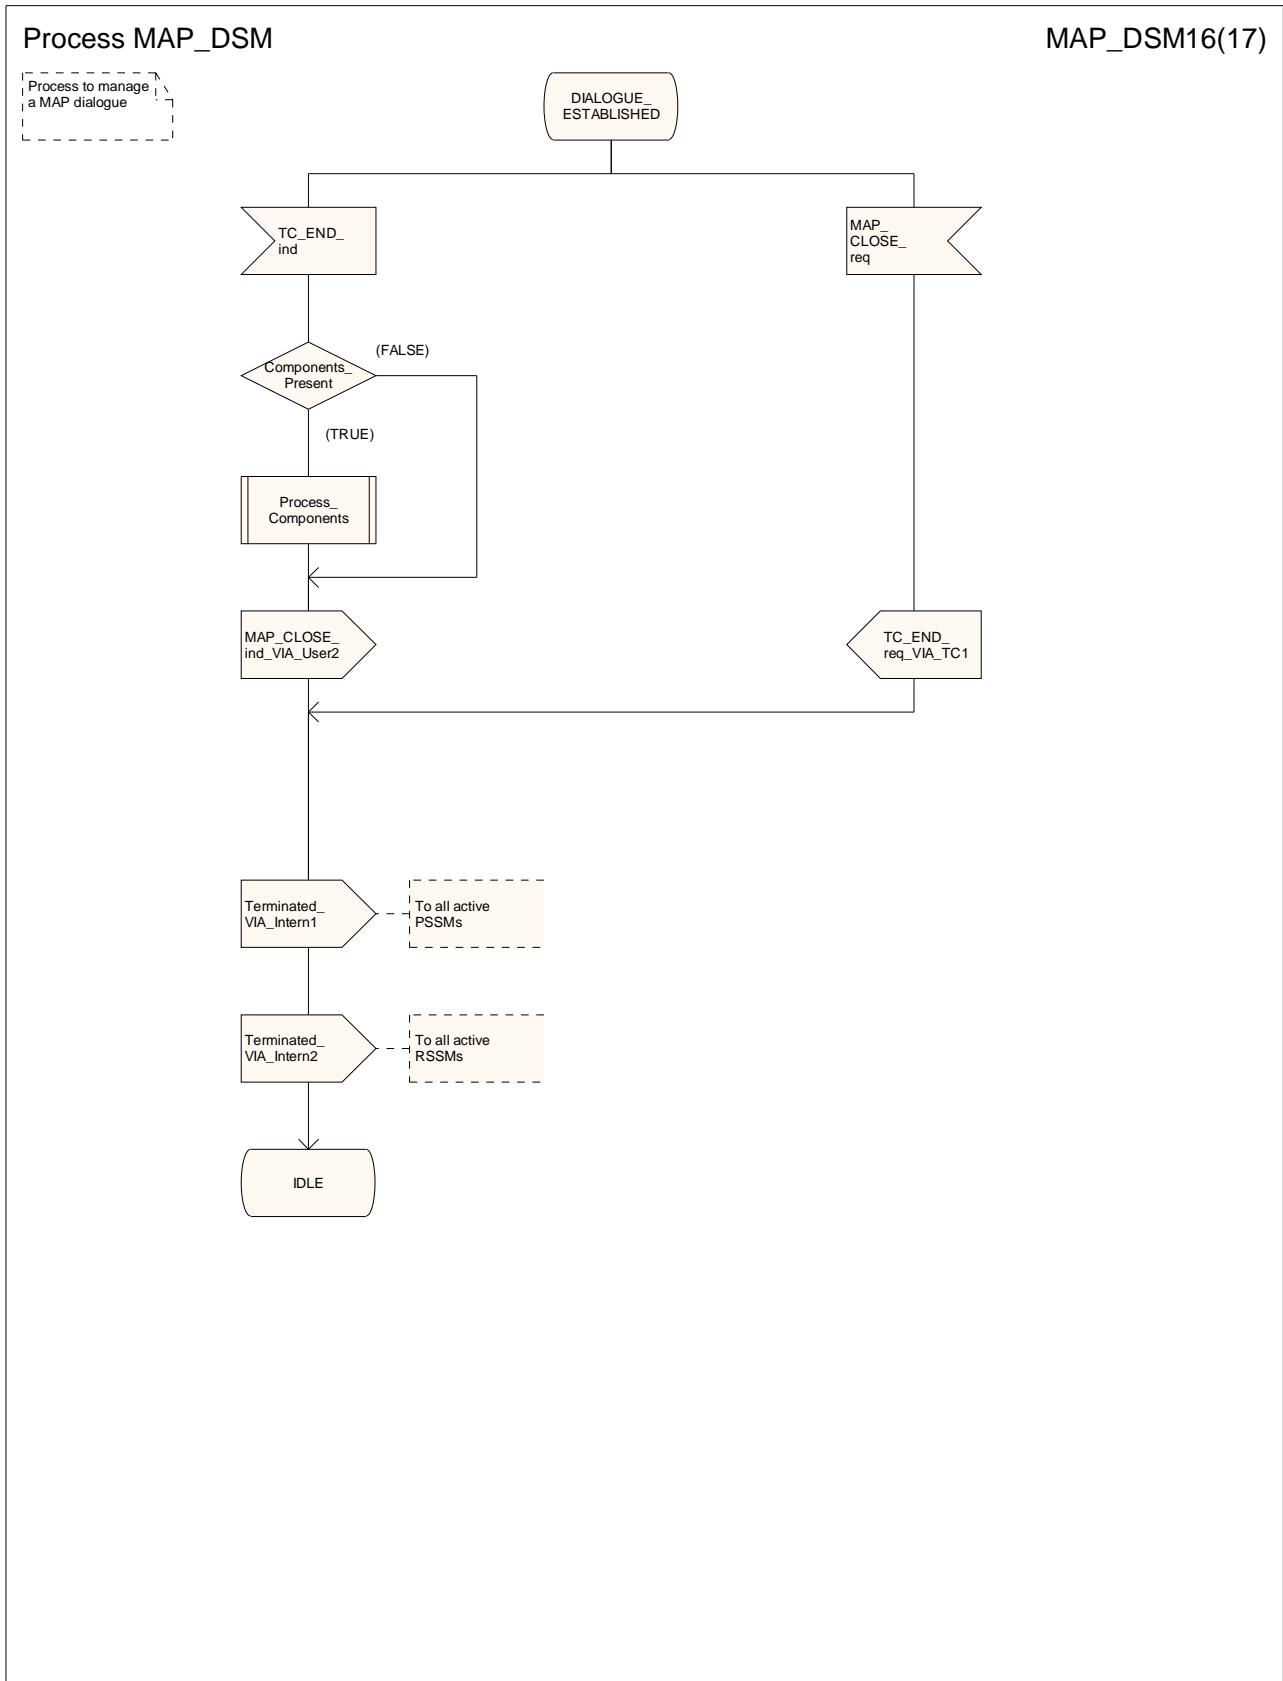 Process MAP_DSM
MAP_DSM16(17)
Process to manage
a MAP dialogue
DIALOGUE_
ESTABLISHED
TC_END_
ind
MAP_
CLOSE_
req
Components_
Present
(FALSE)
(TRUE)
Process_
Components
MAP_CLOSE_
ind_VIA_User2
TC_END_
req_VIA_TC1
Terminated_
VIA_Intern1
To all active
PSSMs
Terminated_
VIA_Intern2
To all active
RSSMs
IDLE